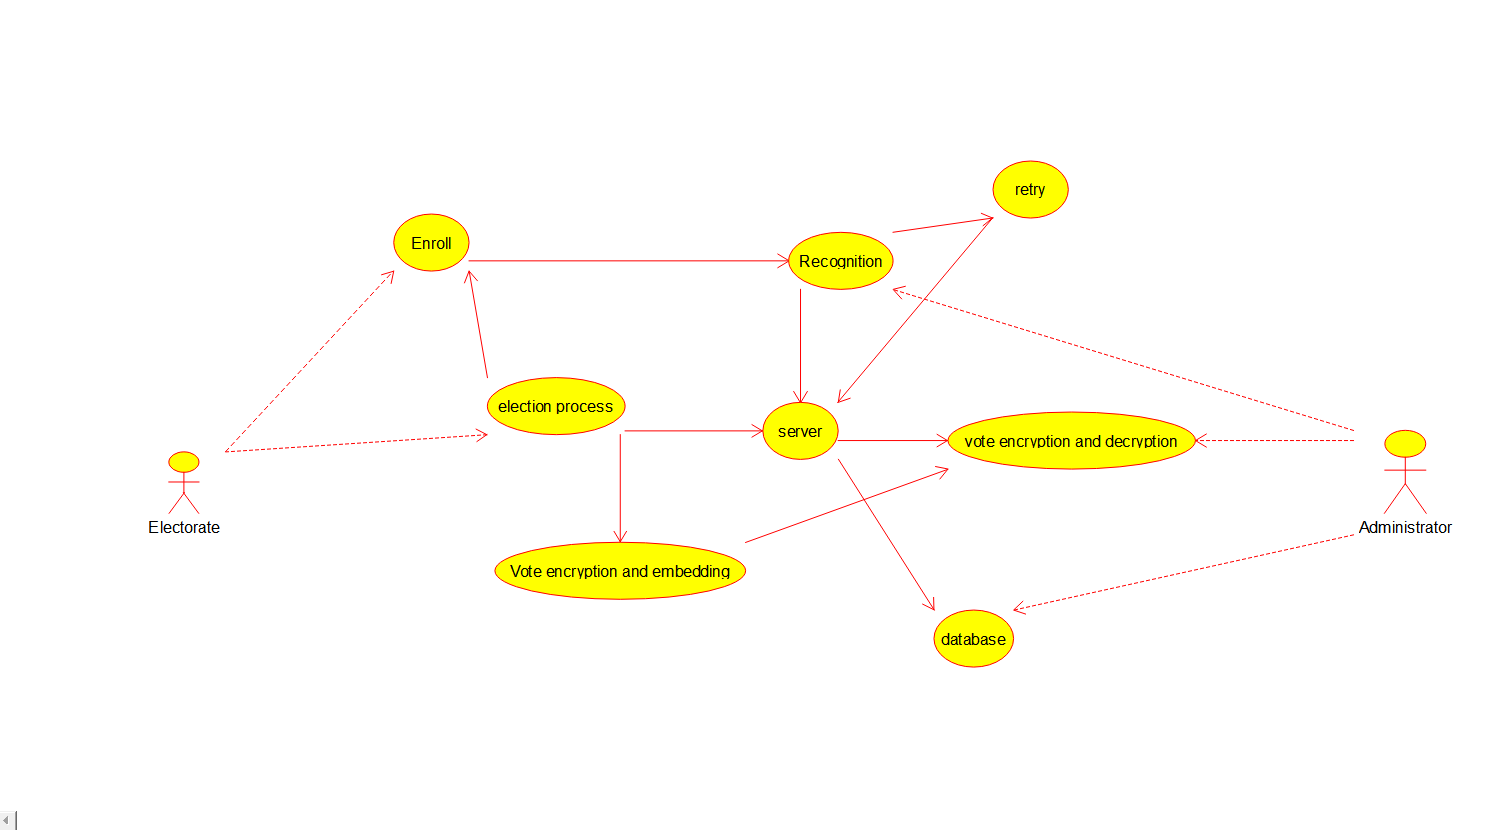 retry
Enroll
Recognition
election process
server
vote encryption and decryption
Electorate
Administrator
Vote encryption and embedding
database